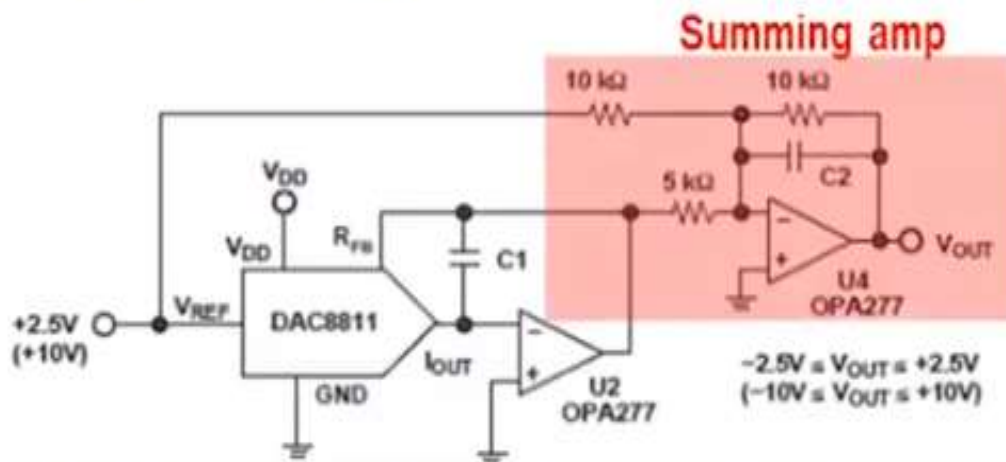 Summing amp
10 kΩ
10 kΩ
C2
5 kΩ
VDD
VDD
RFB
C1
−
+
U4
OPA277
VOUT
+2.5V
(+10V)
VREF
DAC8811
IOUT
GND
−
+
U2
OPA277
−2.5V ≤ VOUT ≤ +2.5V
(−10V ≤ VOUT ≤ +10V)